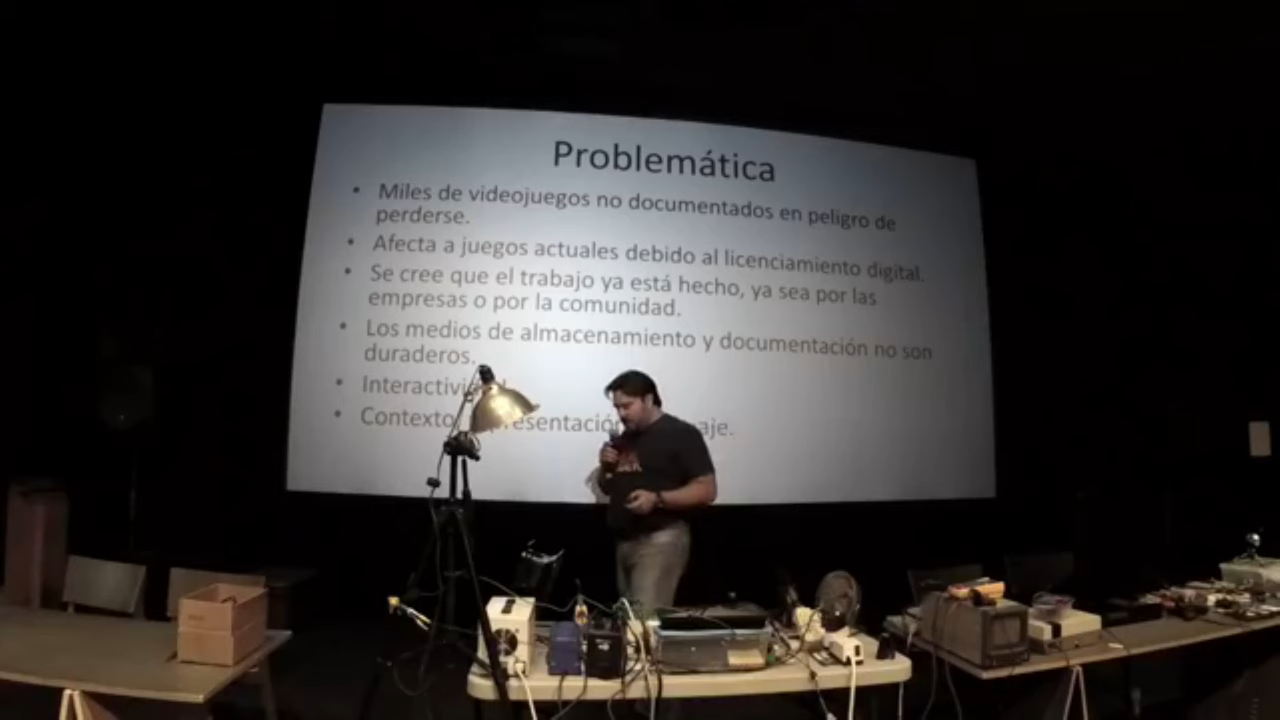 Problemática
• Miles de videojuegos no documentados en peligro de
perderse.
• Afecta a juegos actuales debido al licenciamiento digital.
• Se cree que el trabajo ya está hecho, ya sea por las
empresas o por la comunidad.
• Los medios de almacenamiento y documentación no son
duraderos.
•
• Contexto